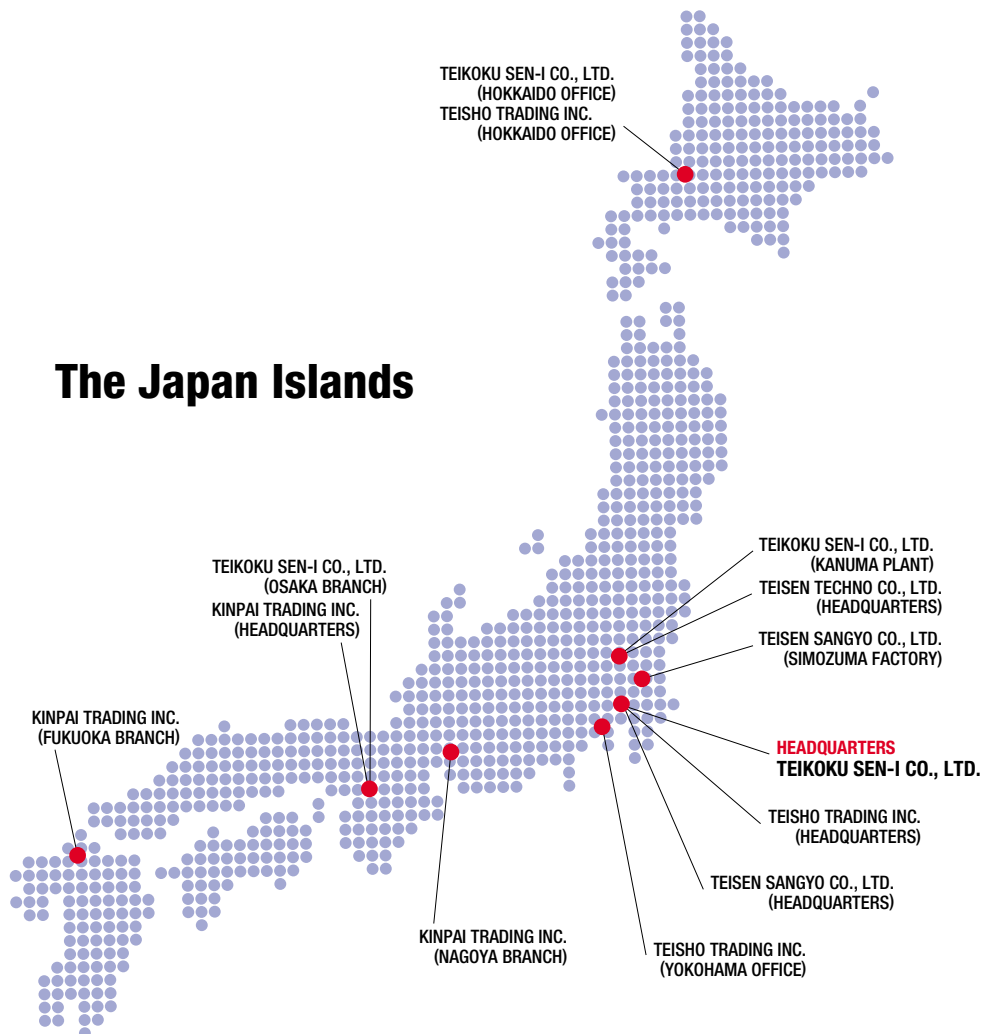 TEIKOKU SEN-I CO., LTD.
(HOKKAIDO OFFICE)
TEISHO TRADING INC.
(HOKKAIDO OFFICE)
The Japan Islands
TEIKOKU SEN-I CO., LTD.
(OSAKA BRANCH)
KINPAI TRADING INC.
(HEADQUARTERS)
KINPAI TRADING INC.
(FUKUOKA BRANCH)
TEIKOKU SEN-I CO., LTD.
(KANUMA PLANT)
TEISEN TECHNO CO., LTD.
(HEADQUARTERS)
TEISEN SANGYO CO., LTD.
(SIMOZUMA FACTORY)
HEADQUARTERS
TEIKOKU SEN-I CO., LTD.
TEISHO TRADING INC.
(HEADQUARTERS)
TEISEN SANGYO CO., LTD.
(HEADQUARTERS)
KINPAI TRADING INC.
(NAGOYA BRANCH)
TEISHO TRADING INC.
(YOKOHAMA OFFICE)